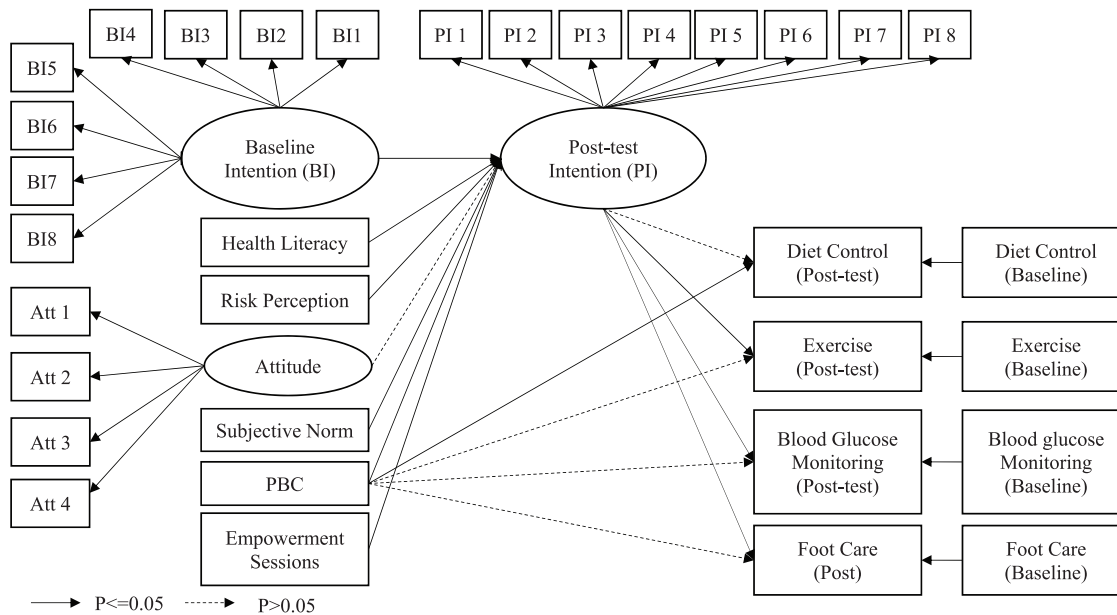 BI4
BI3
BI2
BI1
PI 1
PI 2
PI 3
PI 4
PI 5
PI 6
PI 7
PI 8
BI5
BI6
BI7
BI8
Baseline
Intention (BI)
Post-test
Intention (PI)
Health Literacy
Risk Perception
Attitude
Att 1
Att 2
Att 3
Att 4
Subjective Norm
PBC
Empowerment
Sessions
Diet Control
(Post-test)
Diet Control
(Baseline)
Exercise
(Post-test)
Exercise
(Baseline)
Blood Glucose
Monitoring
(Post-test)
Blood glucose
Monitoring
(Baseline)
Foot Care
(Post)
Foot Care
(Baseline)
P<=0.05
P>0.05